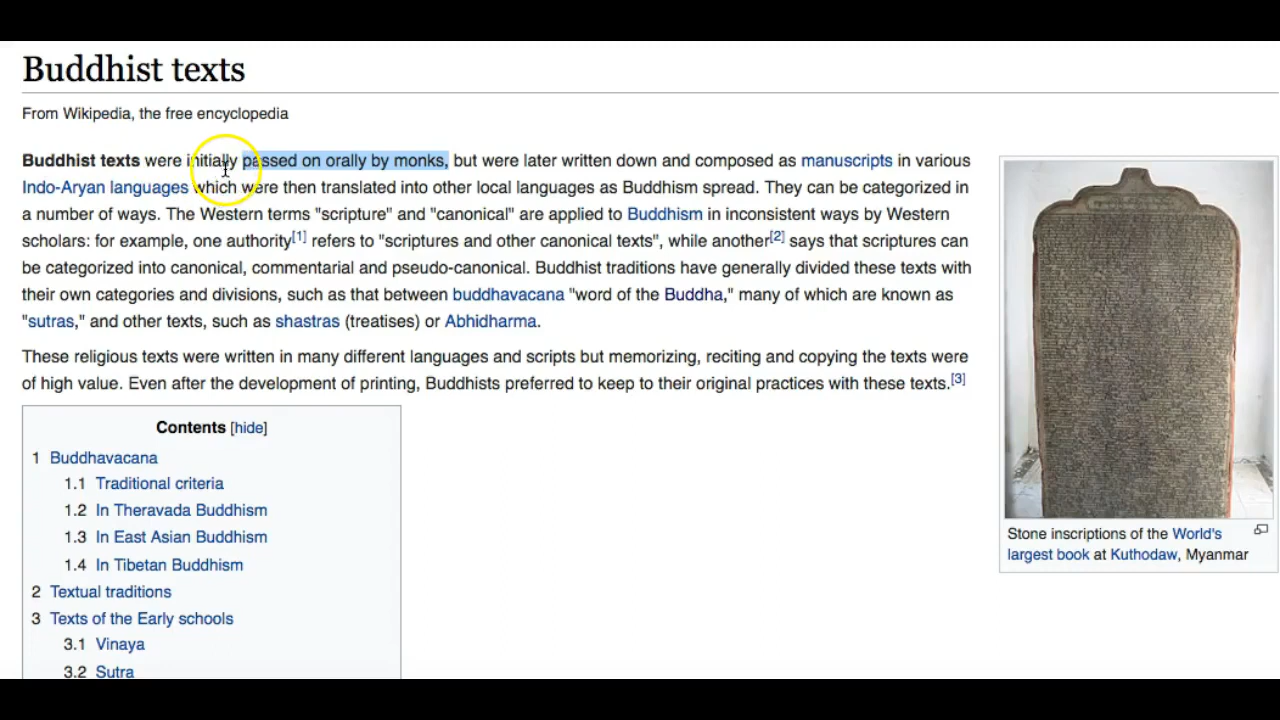 Buddhist texts
From Wikipedia, the free encyclopedia
Buddhist texts were initially passed on orally by monks, but were later written down and composed as manuscripts in various
Indo-Aryan languages which were then translated into other local languages as Buddhism spread. They can be categorized in
a number of ways. The Western terms "scripture" and "canonical" are applied to Buddhism in inconsistent ways by Western
scholars: for example, one authority[1] refers to "scriptures and other canonical texts", while another[2] says that scriptures can
be categorized into canonical, commentarial and pseudo-canonical. Buddhist traditions have generally divided these texts with
their own categories and divisions, such as that between buddhavacana "word of the Buddha," many of which are known as
"sutras," and other texts, such as shastras (treatises) or Abhidharma.
These religious texts were written in many different languages and scripts but memorizing, reciting and copying the texts were
of high value. Even after the development of printing, Buddhists preferred to keep to their original practices with these texts.[3]
Contents [hide]
1 Buddhavacana
1.1 Traditional criteria
1.2 In Theravada Buddhism
1.3 In East Asian Buddhism
1.4 In Tibetan Buddhism
2 Textual traditions
3 Texts of the Early schools
3.1 Vinaya
3.2 Sutra
Stone inscriptions of the World's
largest book at Kuthodaw, Myanmar